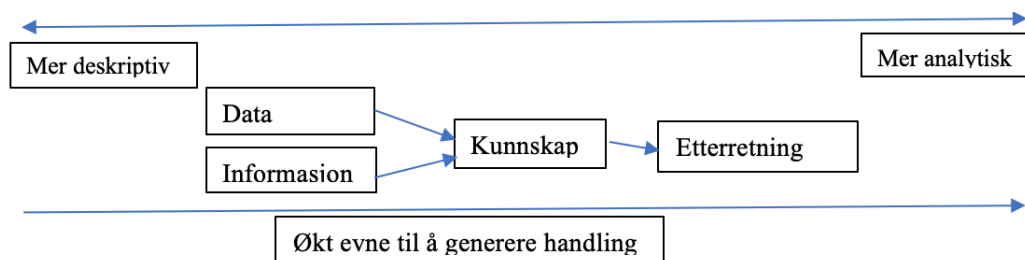 Mer deskriptiv
Mer analytisk
Data
Kunnskap
Etterretning
Informasion
Økt evne til å generere handling